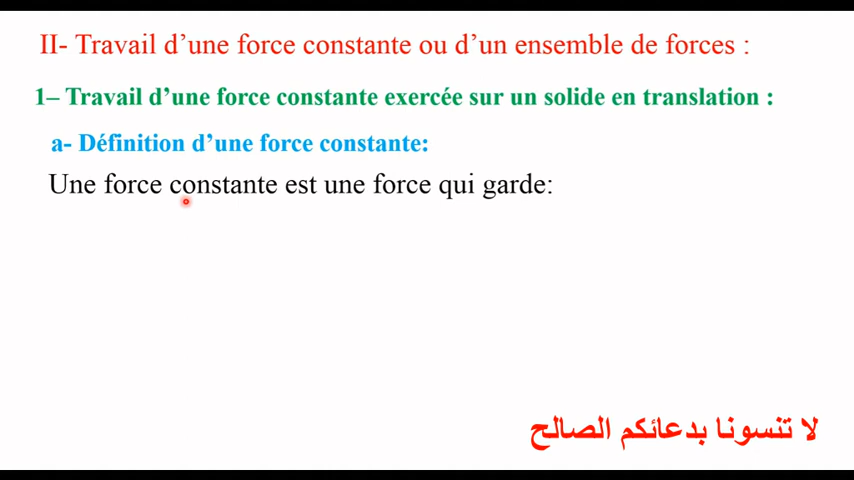 II- Travail d’une force constante ou d’un ensemble de forces :
1– Travail d’une force constante exercée sur un solide en translation :
a- Définition d’une force constante:
Une force constante est une force qui garde:
لا تنسونا بدعائكم الصالح